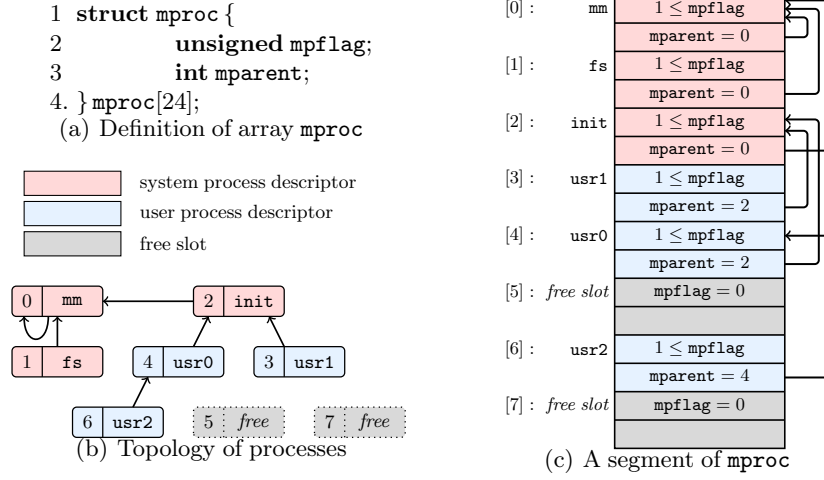 1 struct mproc {
2 unsigned mpflag;
3 int mparent;
4. } mproc[24];
(a) Definition of array mproc
system process descriptor
user process descriptor
free slot
0 mm
2 init
1 fs
4 usr0
3 usr1
6 usr2
5 free
7 free
(b) Topology of processes
[0] : mm 1 ≤ mpflag
mparent = 0
[1] : fs 1 ≤ mpflag
mparent = 0
[2] : init 1 ≤ mpflag
mparent = 0
[3] : usr1 1 ≤ mpflag
mparent = 2
[4] : usr0 1 ≤ mpflag
mparent = 2
[5] : free slot mpflag = 0
[6] : usr2 1 ≤ mpflag
mparent = 4
[7] : free slot mpflag = 0
(c) A segment of mproc